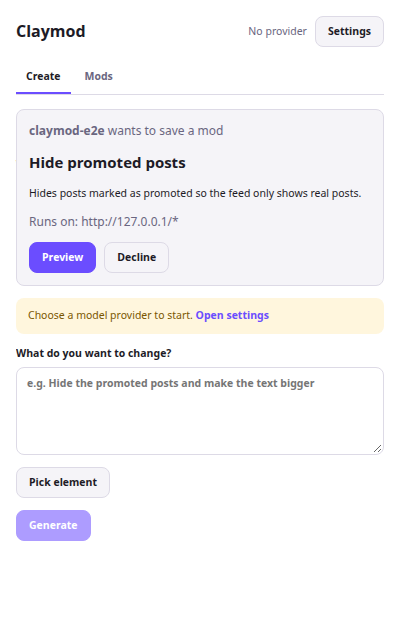 Claymod
No provider
Settings
Create
Mods
claymod-e2e wants to save a mod
Hide promoted posts
Hides posts marked as promoted so the feed only shows real posts.
Runs on: http://127.0.0.1/*
Preview
Decline
Choose a model provider to start. Open settings
What do you want to change?
e.g. Hide the promoted posts and make the text bigger
Pick element
Generate